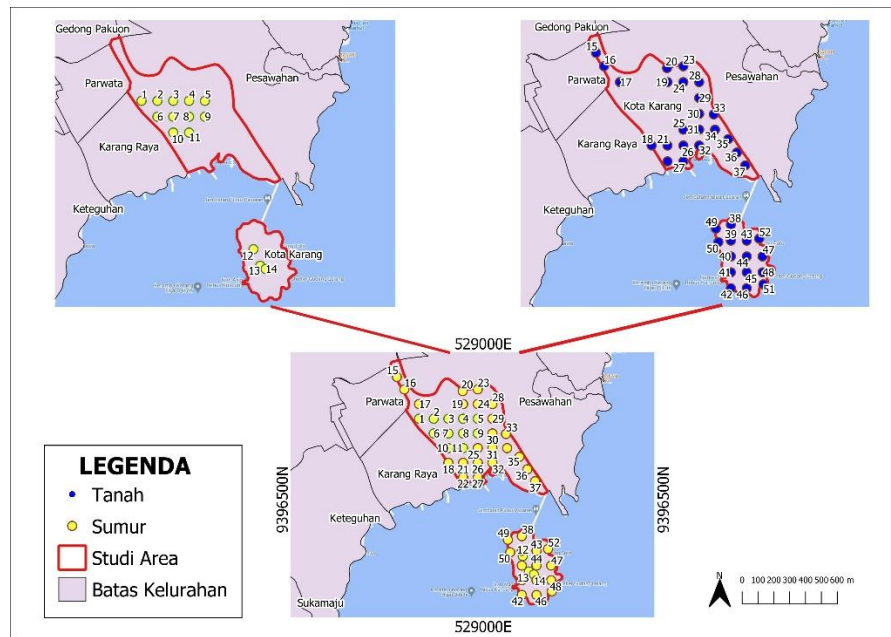 Gedong Pakuon
Pesawahan
Parwata
1 2 3 4 5
6 7 8 9
10 11
Karang Raya
Keteguhan
12
Kota Karang
13 14
Gedong Pakuon
15
16
20 23
Pesawahan
Parwata
17
19
24
28
29
Kota Karang
30
33
25
31
34
18 21
Karang Raya
26
32
35
27
36
37
Keteguhan
49
38
39
43
52
50
40
44
47
41
45
48
42 46
51
529000E
15
16
20 23
Pesawahan
Parwata
17
19 24 28
1 2 3 4 5 29
6 7 8 9 30 33
10 11 25 31
Karang Raya
18 21 26 32 35
22 27
36
37
9396500N
9396500N
Keteguhan
49
38
50
12
43
52
44
47
13 14
48
42 46
Sukamaju
529000E
LEGENDA
Tanah
Sumur
Studi Area
Batas Kelurahan
N
0 100 200 300 400 500 600 m